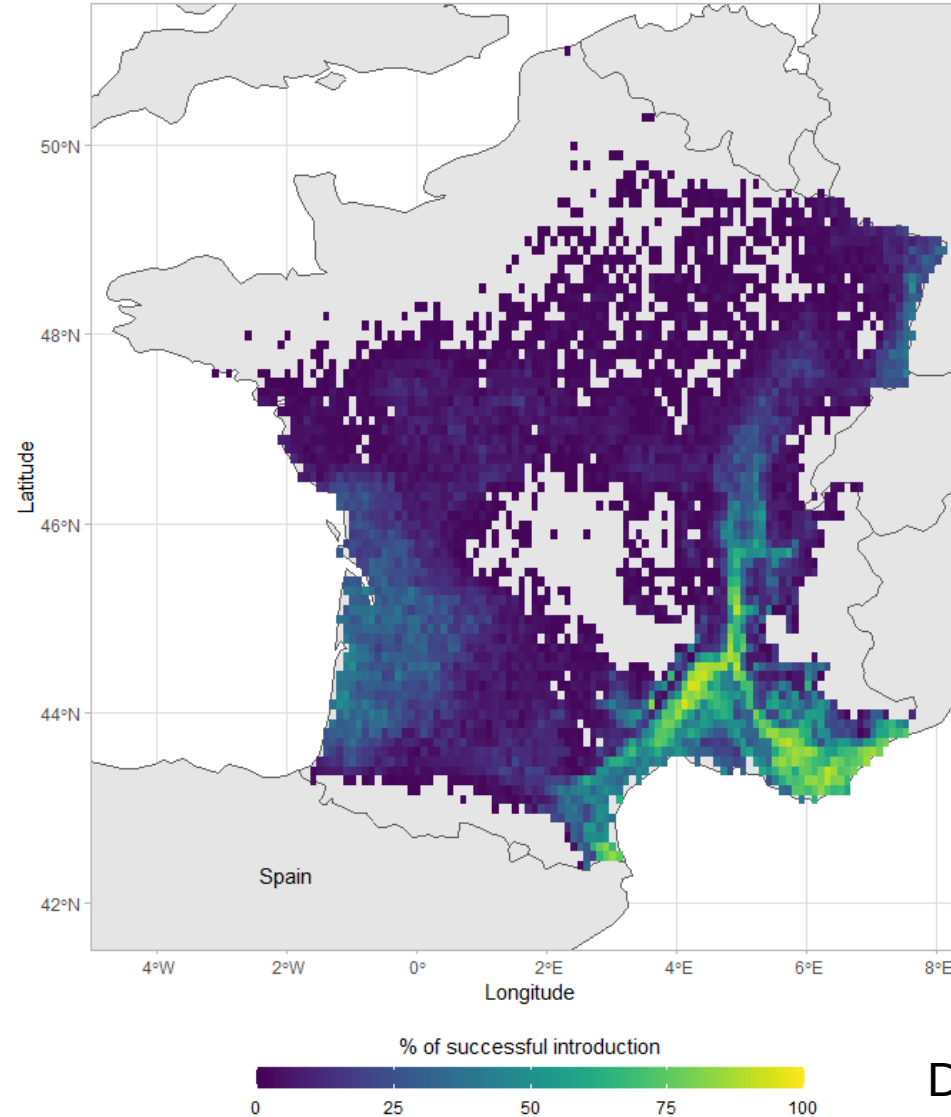 50°N
48°N
46°N
44°N
42°N
Latitude
Spain
4°W 2°W 0° 2°E 4°E 6°E 8°E
Longitude
% of successful introduction
0 25 50 75 100
D